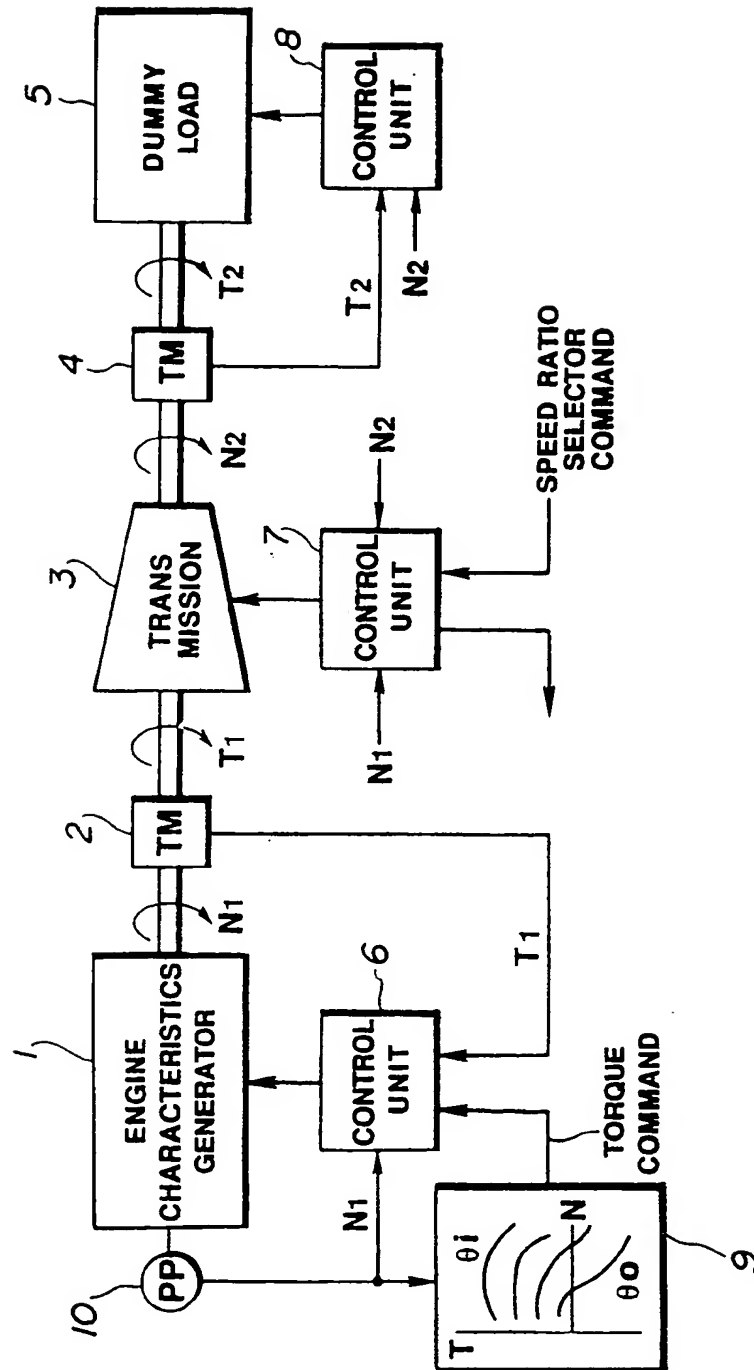 1
ENGINE
CHARACTERISTICS
GENERATOR
10
PP
N1
2
TM
T1
3
TRANS
MISSION
N2
4
TM
T2
5
DUMMY
LOAD
N1
6
CONTROL
UNIT
T1
TORQUE
COMMAND
9
T
N
θi
θo
7
CONTROL
UNIT
N1
N2
SPEED RATIO
SELECTOR
COMMAND
8
CONTROL
UNIT
T2
N2